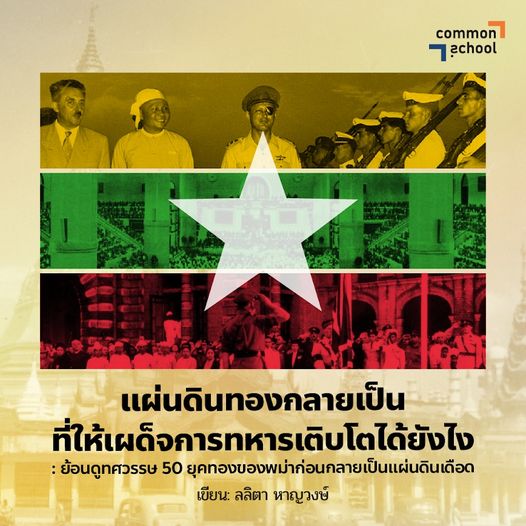 common
school
แผ่นดินทองกลายเป็น
ที่ให้เผด็จการทหารเติบโตได้ยังไง
: ย้อนดูทศวรรษ 50 ยุคทองของพม่าก่อนกลายเป็นแผ่นดินเดือด
เขียน: ลลิตา หาญวงษ์